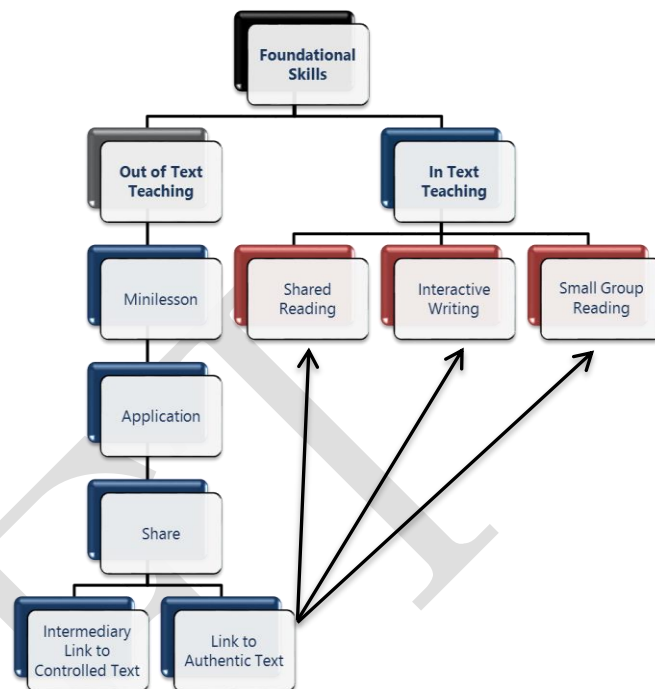 Foundational
Skills
Out of Text
Teaching
In Text
Teaching
Minilesson
Shared
Reading
Interactive
Writing
Small Group
Reading
Application
Share
Intermediary
Link to
Controlled Text
Link to
Authentic Text